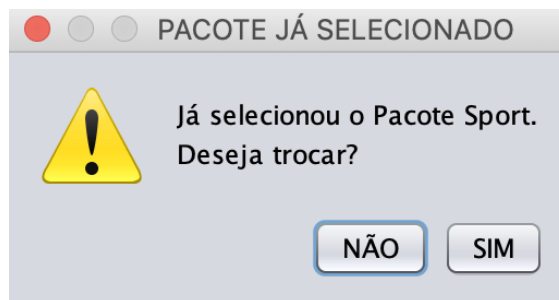 PACOTE JÁ SELECIONADO
Já selecionou o Pacote Sport.
Deseja trocar?
NÃO SIM